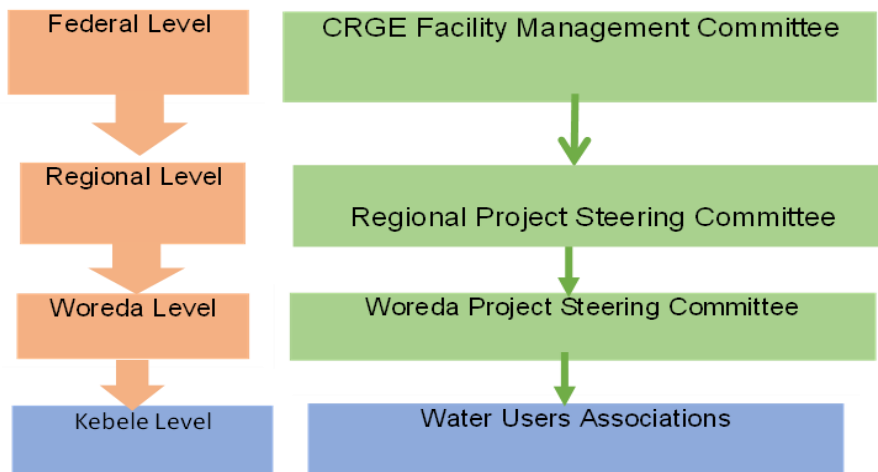 Federal Level
CRGE Facility Management Committee
Regional Level
Regional Project Steering Committee
Woreda Level
Woreda Project Steering Committee
Kebele Level
Water Users Associations